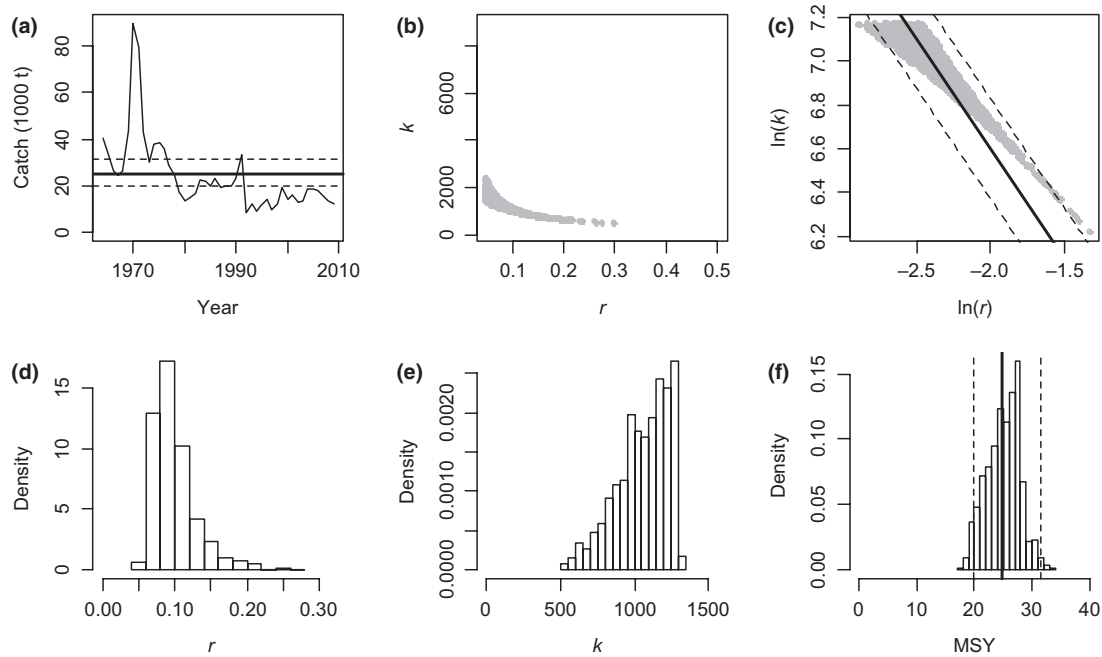 (a)
Catch (1000 t)
80
60
40
20
0
1970
1990
2010
Year
(b)
k
6000
2000
0
0.1
0.2
0.3
0.4
0.5
r
(c)
ln(k)
7.2
7.0
6.8
6.6
6.4
6.2
–2.5
–2.0
–1.5
ln(r)
(d)
Density
15
10
5
0
0.00
0.10
0.20
0.30
r
(e)
Density
0.0020
0.0010
0.0000
0
500
1000
1500
k
(f)
Density
0.15
0.10
0.05
0.00
0
10
20
30
40
MSY